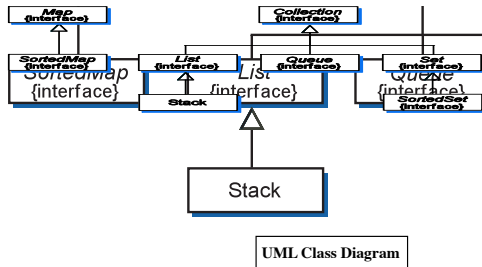 Map
{interface}
Collection
{interface}
SortedMap
{interface}
List
{interface}
Queue
{interface}
Set
{interface}
SortedMap
{interface}
List
{interface}
Queue
{interface}
Stack
SortedSet
{interface}
Stack
UML Class Diagram